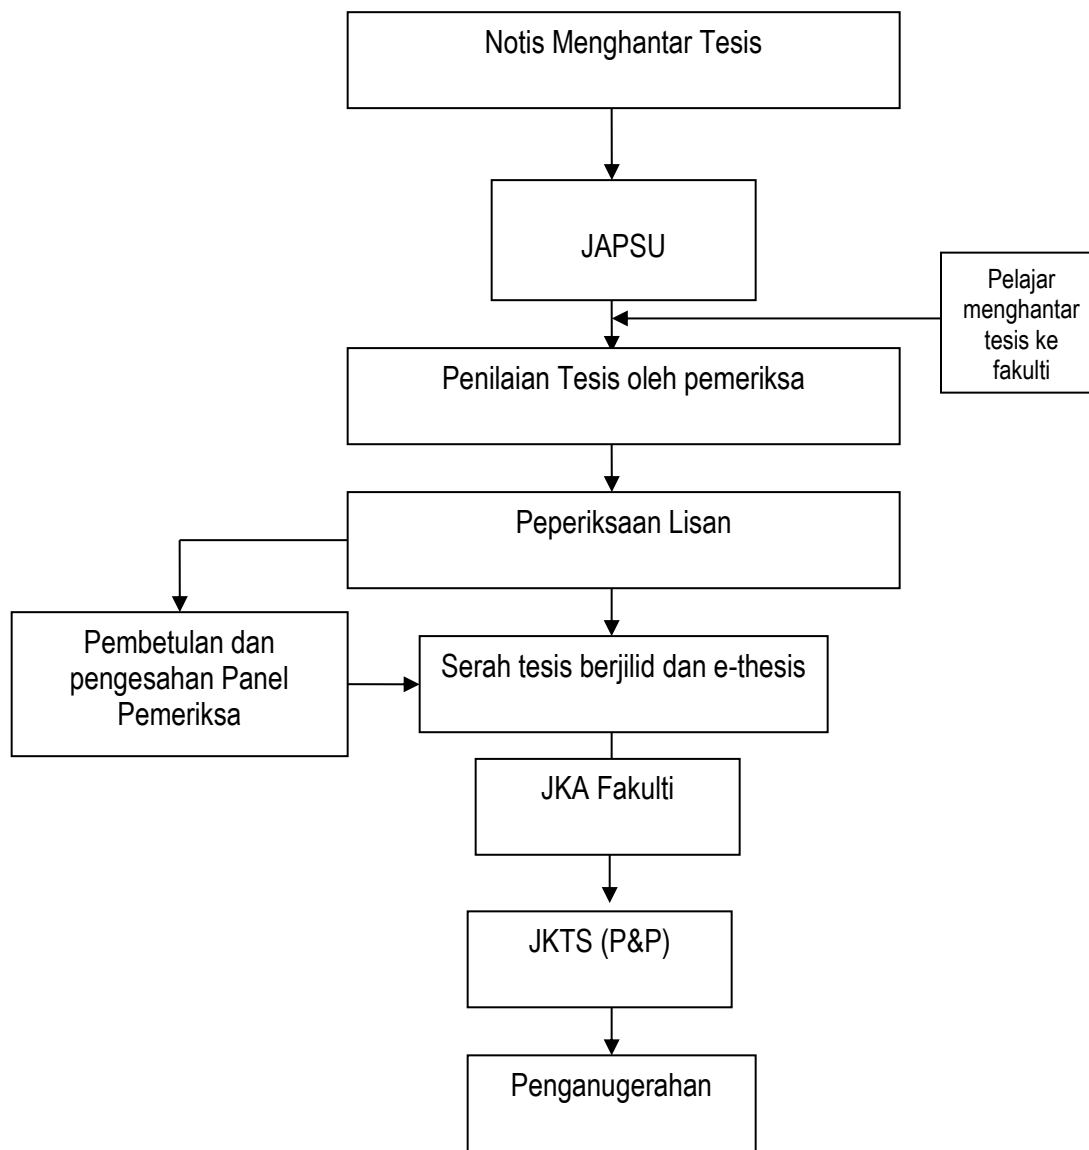 Notis Menghantar Tesis
JAPSU
Pelajar
menghantar
tesis ke
fakulti
Penilaian Tesis oleh pemeriksa
Peperiksaan Lisan
Pembetulan dan
pengesahan Panel
Pemeriksa
Serah tesis berjilid dan e-thesis
JKA Fakulti
JKTS (P&P)
Penganugerahan